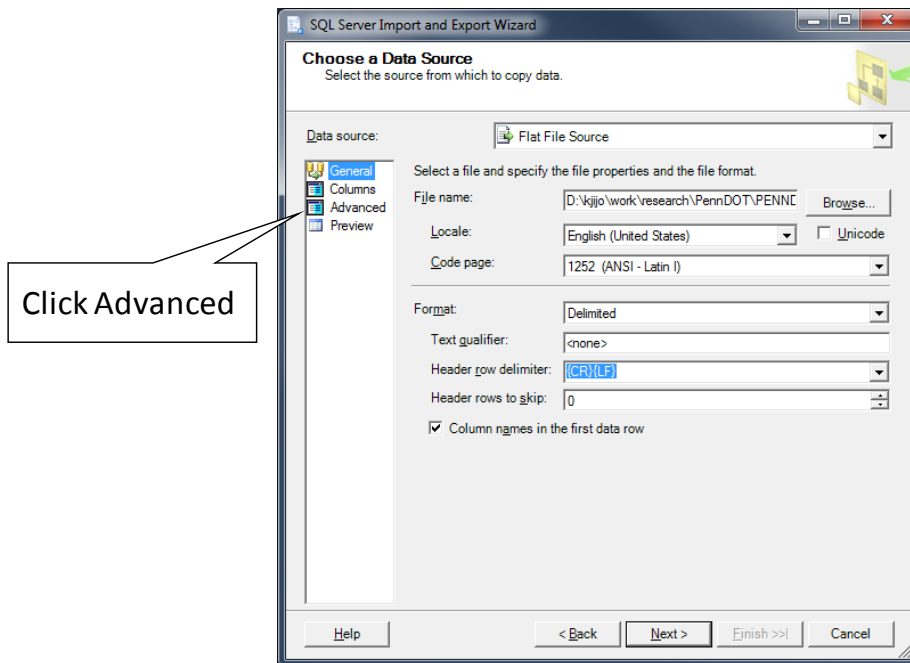 SQL Server Import and Export Wizard
Choose a Data Source
Select the source from which to copy data.
Data source: Flat File Source
General
Columns
Advanced
Preview
Select a file and specify the file properties and the file format.
File name: D:\kjijo\work\research\PennDOT\PENND Browse...
Locale: English (United States) Unicode
Code page: 1252 (ANSI - Latin I)
Format: Delimited
Text qualifier: <none>
Header row delimiter: {CR}{LF}
Header rows to skip: 0
Column names in the first data row
Click Advanced
Help < Back Next > Finish >>| Cancel